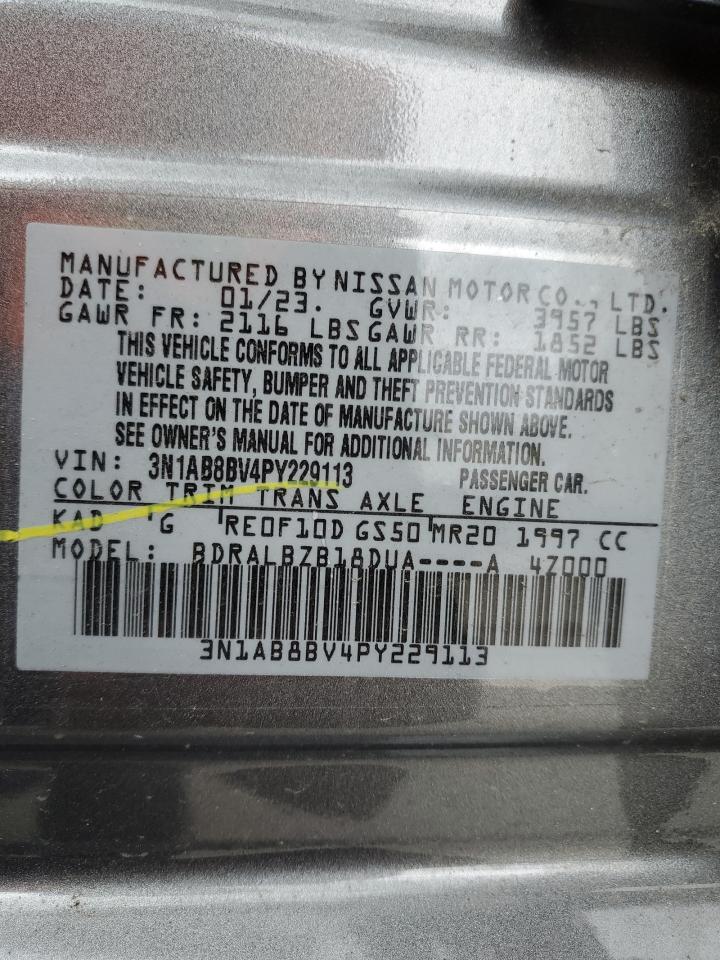 MANUFACTURED BY NISSAN MOTOR CO., LTD.
DATE: 01/23. GVWR: 3957 LBS
GAWR FR: 2116 LBS GAWR RR: 1852 LBS
THIS VEHICLE CONFORMS TO ALL APPLICABLE FEDERAL MOTOR
VEHICLE SAFETY, BUMPER AND THEFT PREVENTION STANDARDS
IN EFFECT ON THE DATE OF MANUFACTURE SHOWN ABOVE.
SEE OWNER'S MANUAL FOR ADDITIONAL INFORMATION.
VIN: 3N1AB8BV4PY229113 PASSENGER CAR.
COLOR TRIM TRANS AXLE ENGINE
KAD G RE0F10D GS50 MR20 1997 CC
MODEL: BDRALBZB18DUA----A 4Z000
3N1AB8BV4PY229113